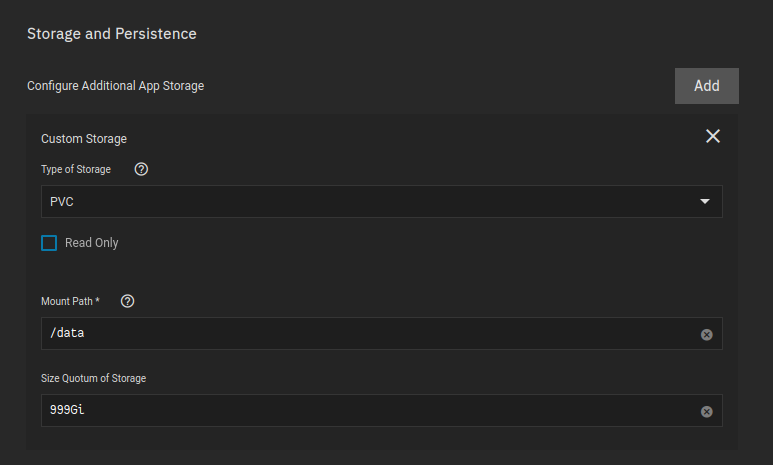 Storage and Persistence
Configure Additional App Storage
Add
Custom Storage
Type of Storage
PVC
Read Only
Mount Path *
/data
Size Quotum of Storage
999Gi